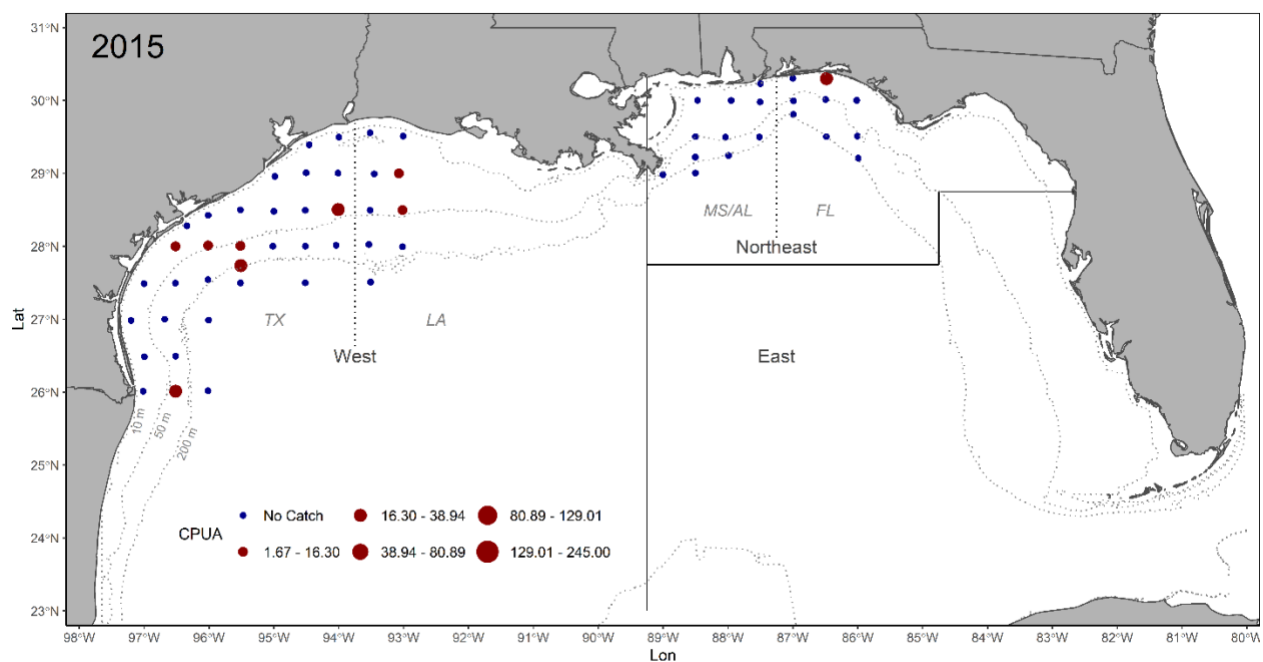 2015
31°N
30°N
29°N
28°N
27°N
26°N
25°N
24°N
23°N
Lat
MS/AL
FL
Northeast
TX
LA
West
East
10 m
50 m
200 m
CPUA
No Catch
16.30 - 38.94
80.89 - 129.01
1.67 - 16.30
38.94 - 80.89
129.01 - 245.00
98°W 97°W 96°W 95°W 94°W 93°W 92°W 91°W 90°W 89°W 88°W 87°W 86°W 85°W 84°W 83°W 82°W 81°W 80°W
Lon